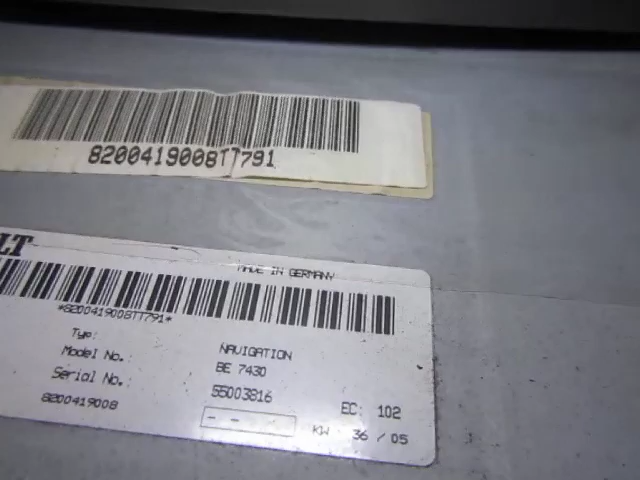 8200419008TT791
LT
MADE IN GERMANY
*8200419008TT791*
Typ: NAVIGATION
Model No.: BE 7430
Serial No.: 55003816 EC: 102
8200419008 - - KW 36 / 05